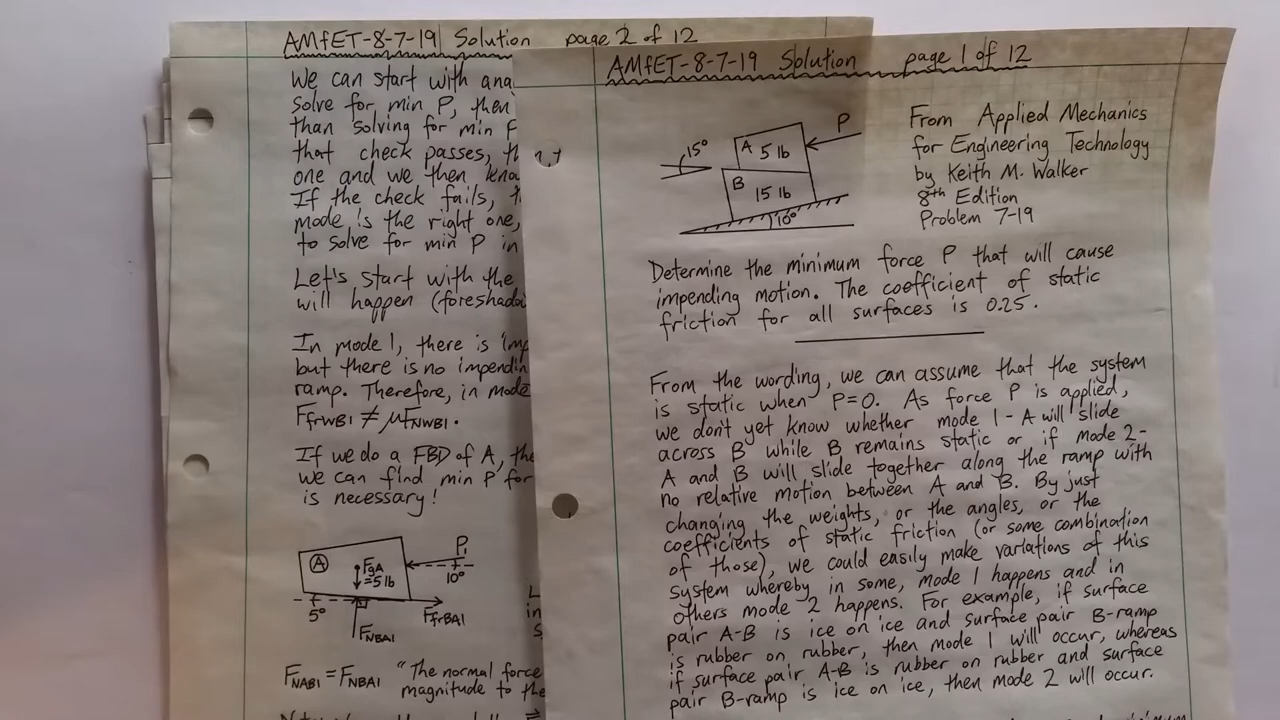 AMfET-8-7-19 Solution page 2 of 12
We can start with ana
solve for min P, then
than solving for min P
that check passes, th
one and we then kno
If the check fails, t
mode is the right one,
to solve for min P in
Let's start with the
will happen (foreshado
In mode 1, there is imp
but there is no impendin
ramp. Therefore, in mode
FfrWB1 ≠ μFNWB1.
If we do a FBD of A, the
we can find min P for
is necessary!
A
FgA
=5 lb
P1
10°
5°
FfrBA1
FNBA1
FNAB1 = FNBA1 "The normal force
magnitude to the
AMfET-8-7-19 Solution page 1 of 12
P
15°
A 5 lb
B
15 lb
10°
From Applied Mechanics
for Engineering Technology
by Keith M. Walker
8th Edition
Problem 7-19
Determine the minimum force P that will cause
impending motion. The coefficient of static
friction for all surfaces is 0.25.
From the wording, we can assume that the system
is static when P=0. As force P is applied,
we don't yet know whether mode 1 - A will slide
across B while B remains static or if mode 2-
A and B will slide together along the ramp with
no relative motion between A and B. By just
changing the weights, or the angles, or the
coefficients of static friction (or some combination
of those), we could easily make variations of this
system whereby in some, mode 1 happens and in
others mode 2 happens. For example, if surface
pair A-B is ice on ice and surface pair B-ramp
is rubber on rubber, then mode 1 will occur, whereas
if surface pair A-B is rubber on rubber and surface
pair B-ramp is ice on ice, then mode 2 will occur.